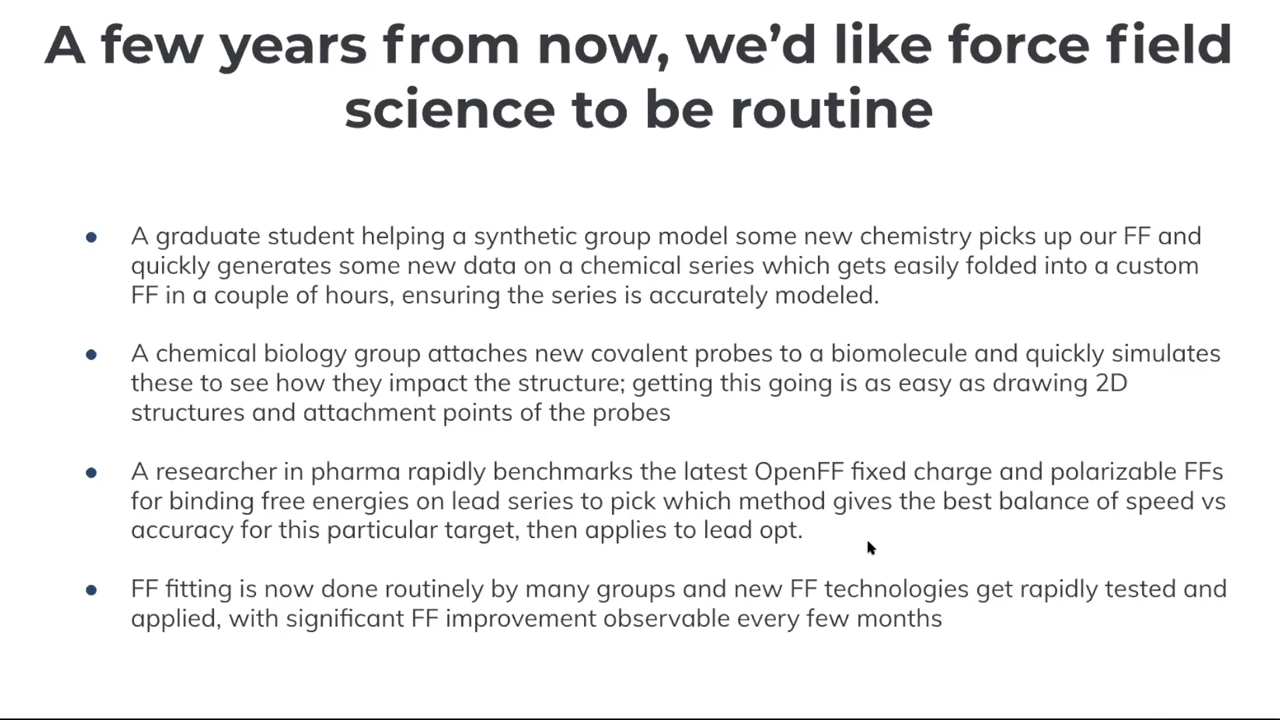 A few years from now, we’d like force field
science to be routine
● A graduate student helping a synthetic group model some new chemistry picks up our FF and
quickly generates some new data on a chemical series which gets easily folded into a custom
FF in a couple of hours, ensuring the series is accurately modeled.
● A chemical biology group attaches new covalent probes to a biomolecule and quickly simulates
these to see how they impact the structure; getting this going is as easy as drawing 2D
structures and attachment points of the probes
● A researcher in pharma rapidly benchmarks the latest OpenFF fixed charge and polarizable FFs
for binding free energies on lead series to pick which method gives the best balance of speed vs
accuracy for this particular target, then applies to lead opt.
● FF fitting is now done routinely by many groups and new FF technologies get rapidly tested and
applied, with significant FF improvement observable every few months